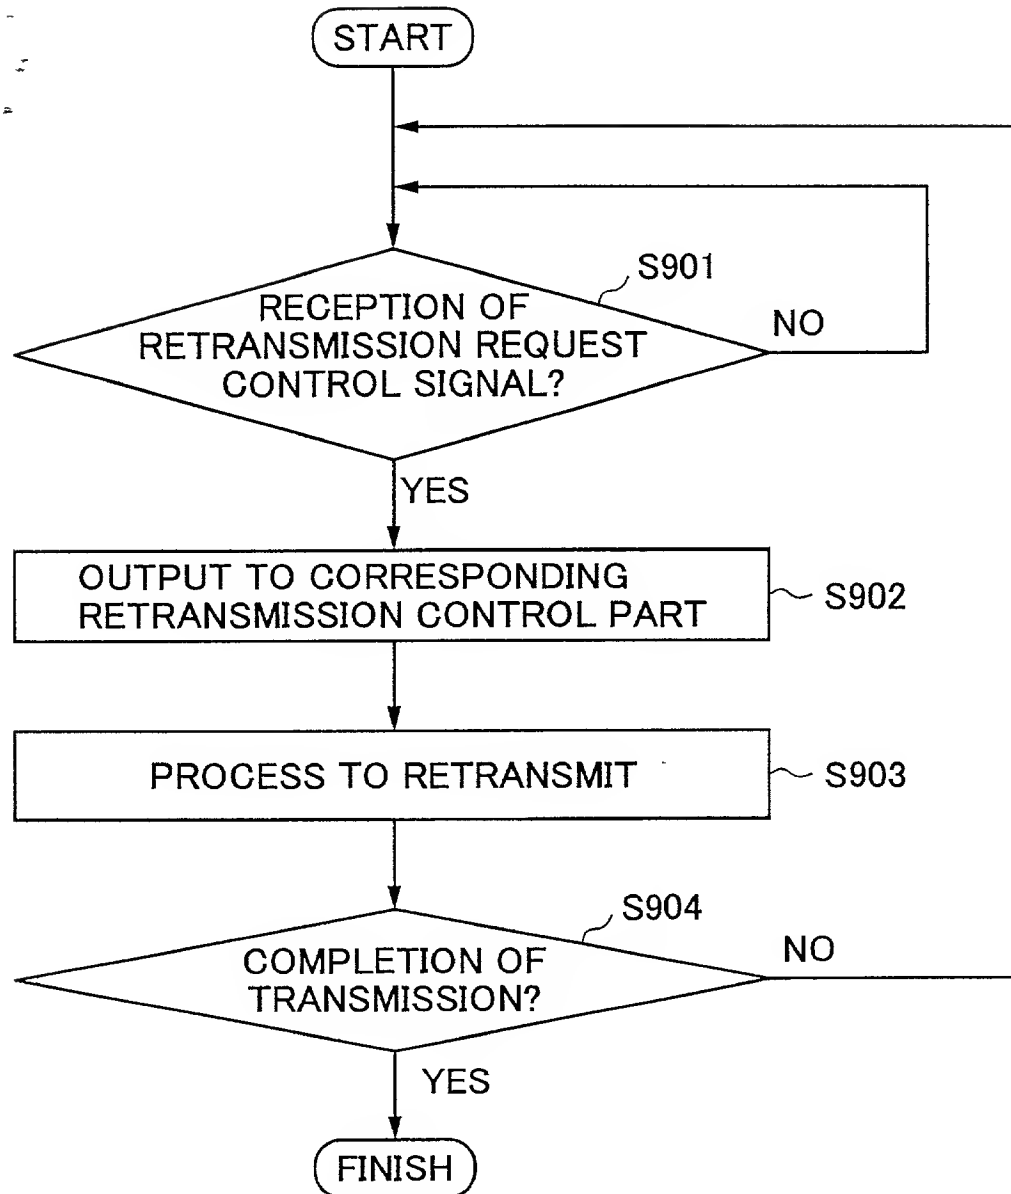 START
S901
RECEPTION OF
RETRANSMISSION REQUEST
CONTROL SIGNAL?
NO
YES
OUTPUT TO CORRESPONDING
RETRANSMISSION CONTROL PART
S902
PROCESS TO RETRANSMIT
S903
S904
COMPLETION OF
TRANSMISSION?
NO
YES
FINISH